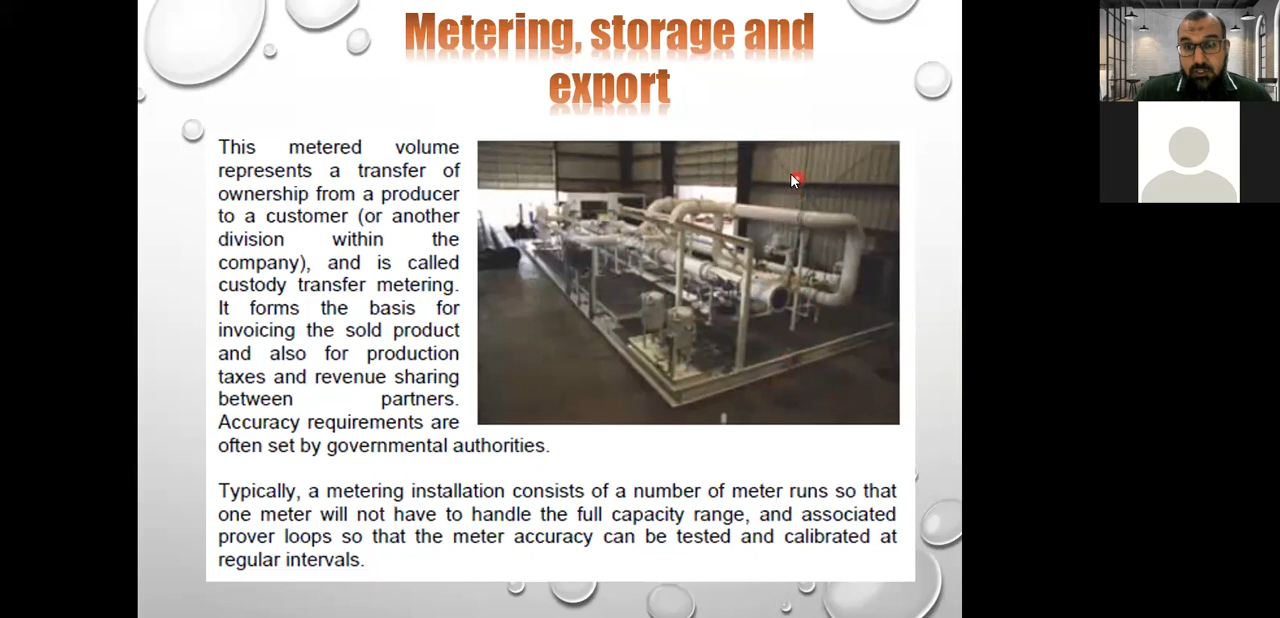 Metering, storage and
export
This metered volume
represents a transfer of
ownership from a producer
to a customer (or another
division within the
company), and is called
custody transfer metering.
It forms the basis for
invoicing the sold product
and also for production
taxes and revenue sharing
between partners.
Accuracy requirements are
often set by governmental authorities.
Typically, a metering installation consists of a number of meter runs so that
one meter will not have to handle the full capacity range, and associated
prover loops so that the meter accuracy can be tested and calibrated at
regular intervals.